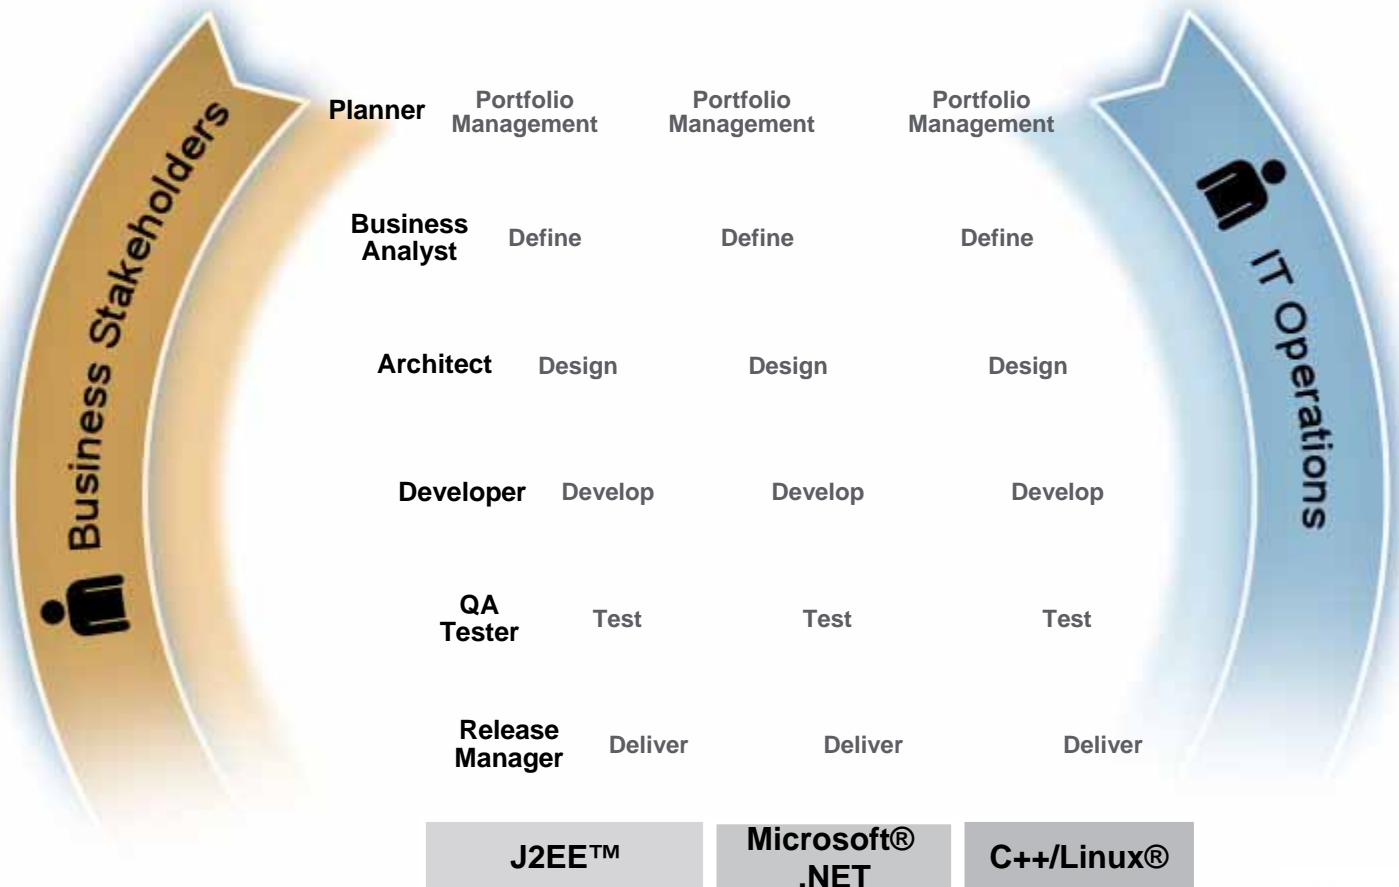 Business Stakeholders
IT Operations
Planner
Portfolio
Management
Portfolio
Management
Portfolio
Management
Business
Analyst
Define
Define
Define
Architect
Design
Design
Design
Developer
Develop
Develop
Develop
QA
Tester
Test
Test
Test
Release
Manager
Deliver
Deliver
Deliver
J2EE™
Microsoft®
.NET
C++/Linux®